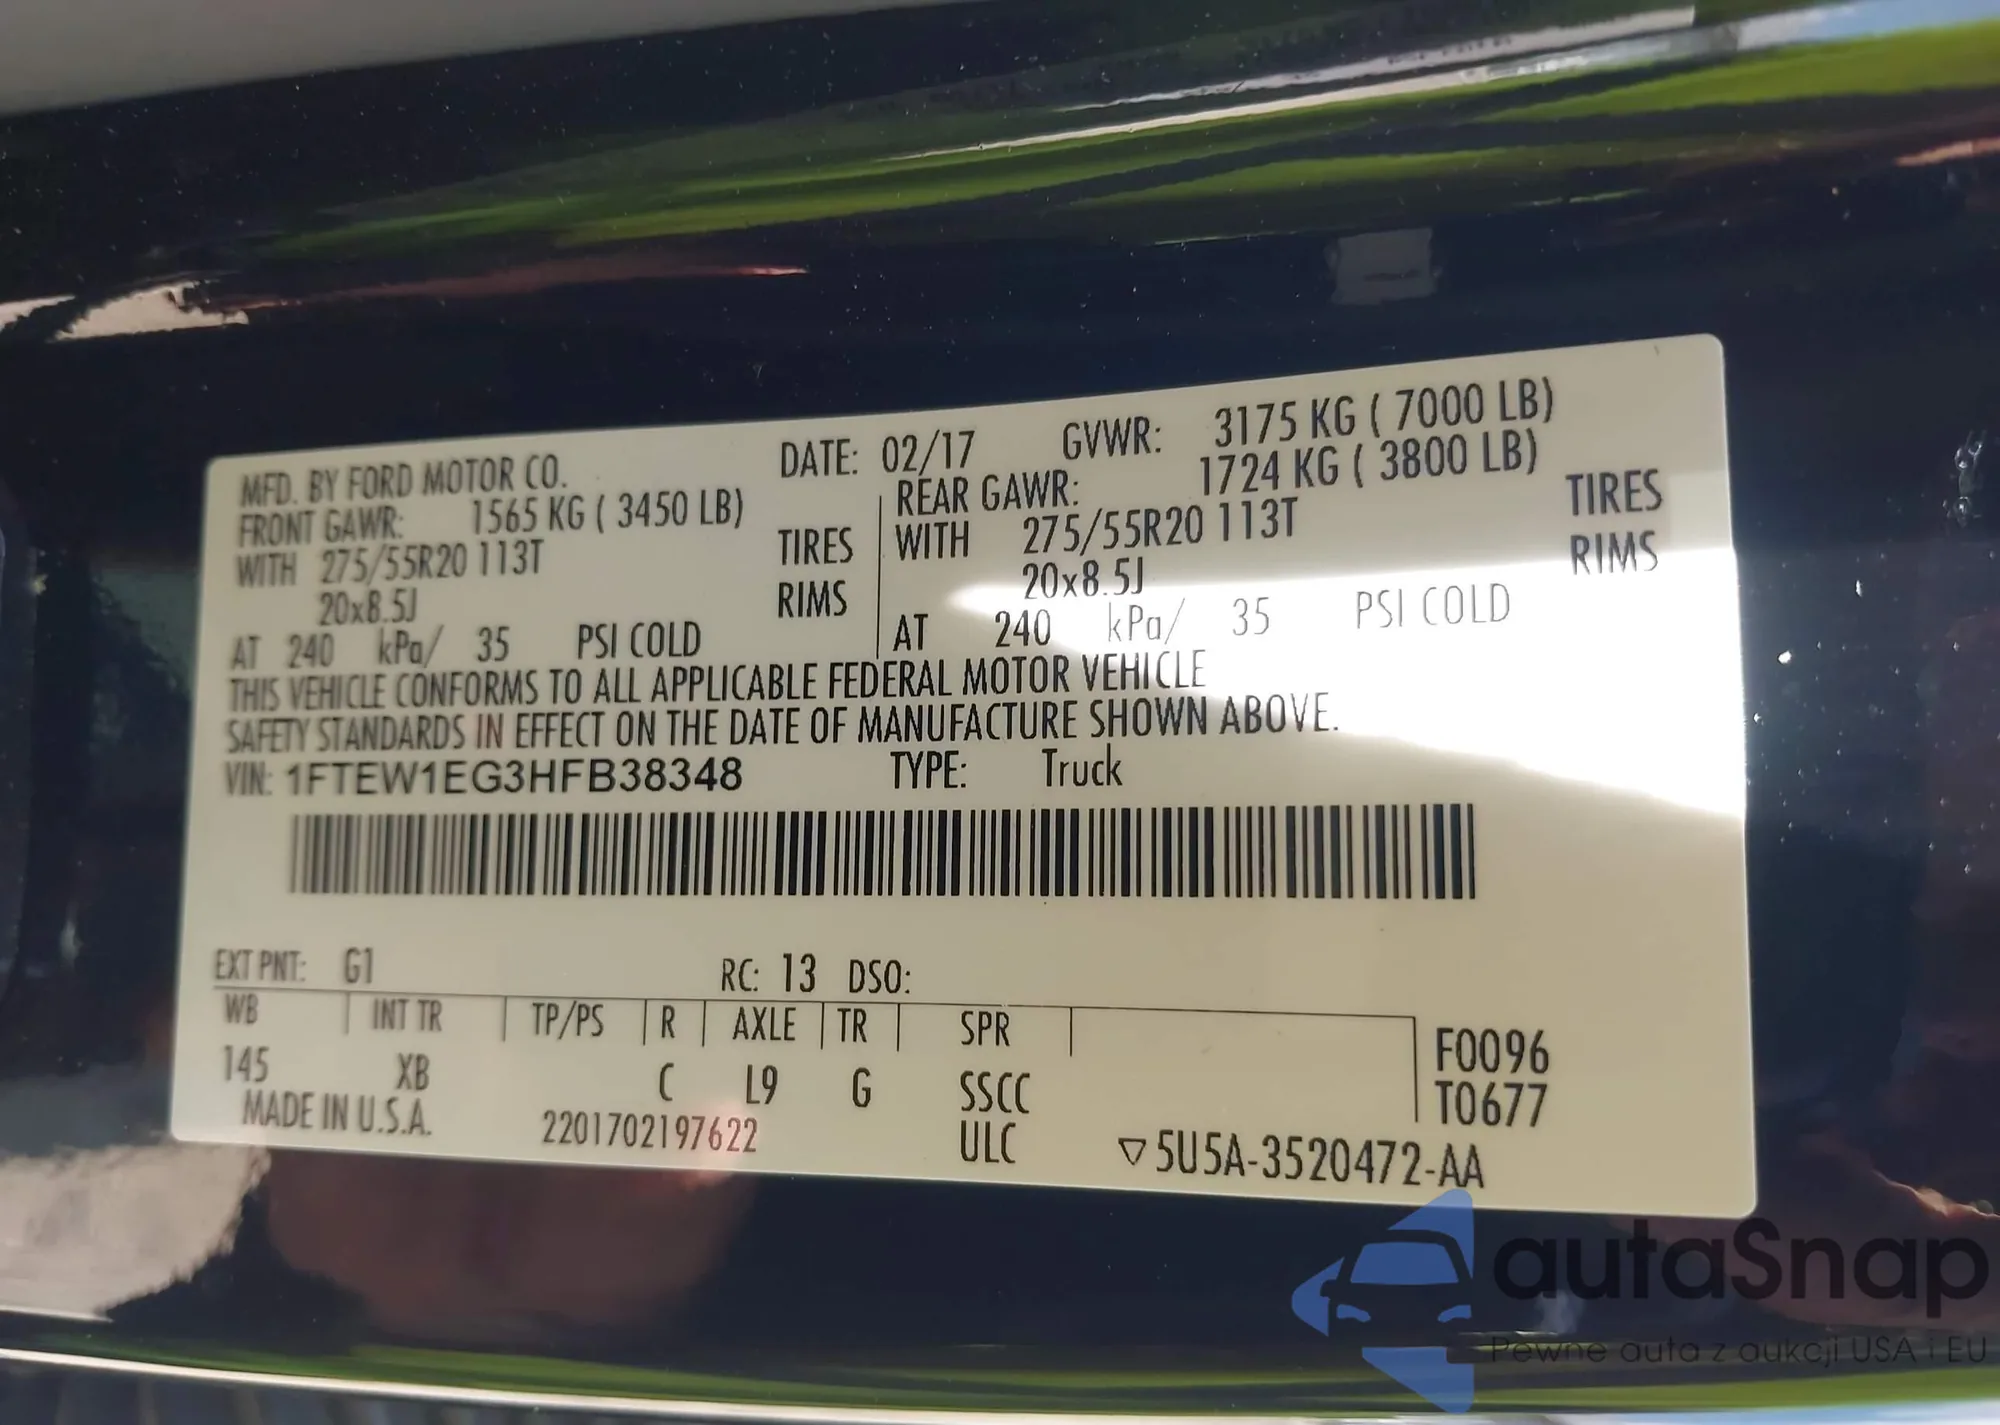 MFD. BY FORD MOTOR CO. DATE: 02/17 GVWR: 3175 KG ( 7000 LB)
FRONT GAWR: 1565 KG ( 3450 LB) REAR GAWR: 1724 KG ( 3800 LB)
WITH 275/55R20 113T TIRES WITH 275/55R20 113T TIRES
20x8.5J RIMS 20x8.5J RIMS
AT 240 kPa/ 35 PSI COLD AT 240 kPa/ 35 PSI COLD
THIS VEHICLE CONFORMS TO ALL APPLICABLE FEDERAL MOTOR VEHICLE
SAFETY STANDARDS IN EFFECT ON THE DATE OF MANUFACTURE SHOWN ABOVE.
VIN: 1FTEW1EG3HFB38348 TYPE: Truck
EXT PNT: G1 RC: 13 DSO:
WB INT TR TP/PS R AXLE TR SPR F0096
145 XB C L9 G SSCC T0677
MADE IN U.S.A. 2201702197622 ULC ▽5U5A-3520472-AA
autaSnap
Pewne auta z aukcji USA i EU